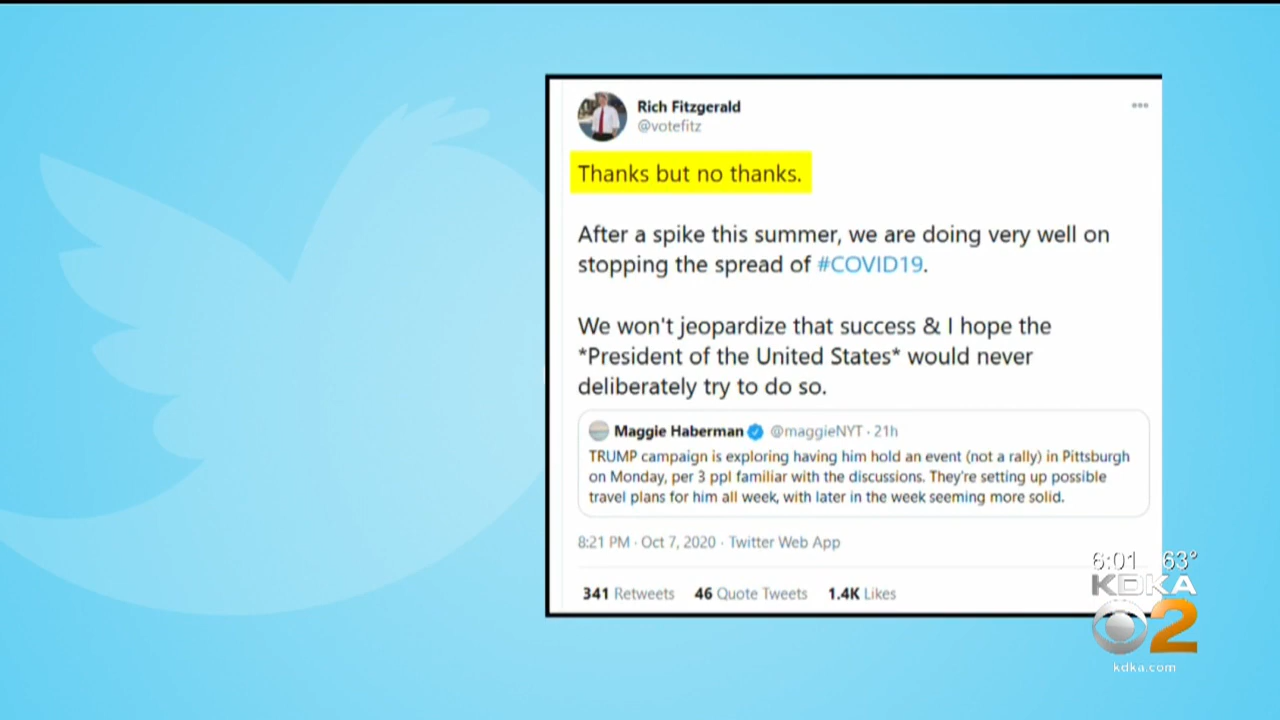 Rich Fitzgerald
@votefitz
Thanks but no thanks.
After a spike this summer, we are doing very well on
stopping the spread of #COVID19.
We won't jeopardize that success & I hope the
*President of the United States* would never
deliberately try to do so.
Maggie Haberman @maggieNYT · 21h
TRUMP campaign is exploring having him hold an event (not a rally) in Pittsburgh
on Monday, per 3 ppl familiar with the discussions. They're setting up possible
travel plans for him all week, with later in the week seeming more solid.
8:21 PM · Oct 7, 2020 · Twitter Web App
341 Retweets 46 Quote Tweets 1.4K Likes
6:01 63°
KDKA
2
kdka.com